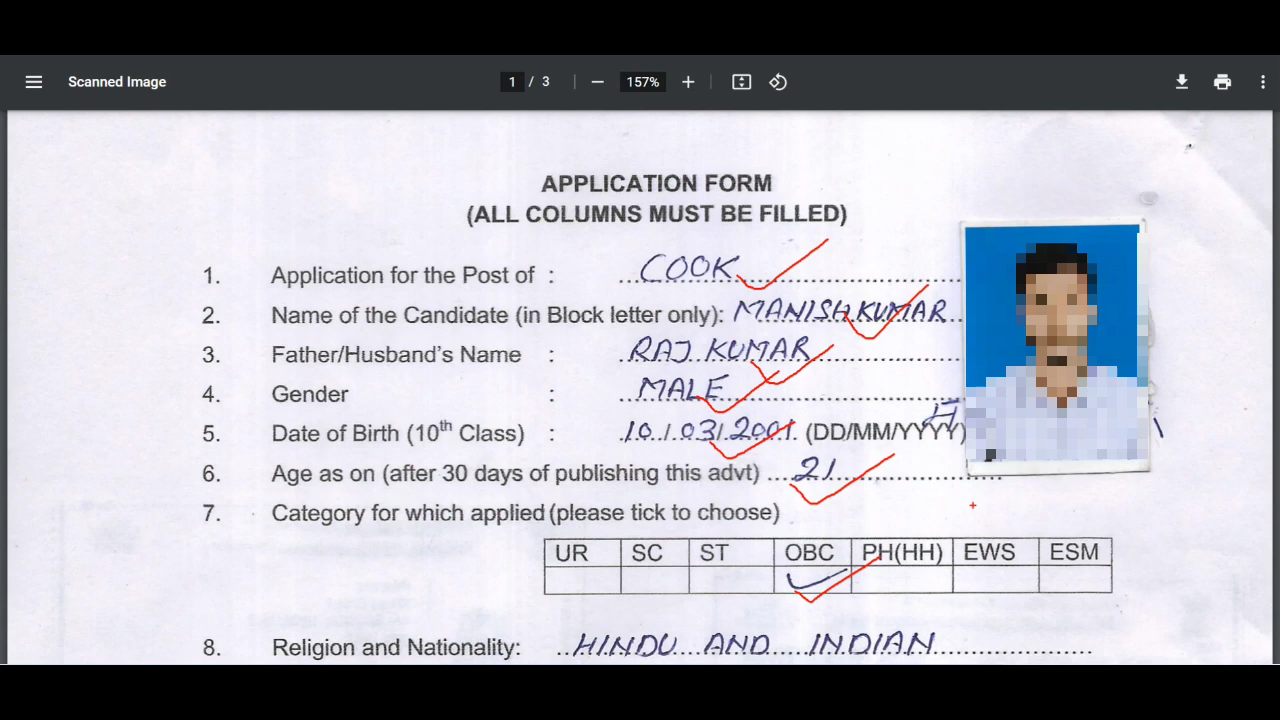 Scanned Image 1 / 3 157%
APPLICATION FORM
(ALL COLUMNS MUST BE FILLED)
1. Application for the Post of : COOK
2. Name of the Candidate (in Block letter only): MANISH KUMAR
3. Father/Husband's Name : RAJ KUMAR
4. Gender : MALE
5. Date of Birth (10th Class) : 10/03/2001 (DD/MM/YYYY)
6. Age as on (after 30 days of publishing this advt) 21
7. Category for which applied (please tick to choose)
UR SC ST OBC PH(HH) EWS ESM
8. Religion and Nationality: HINDU AND INDIAN